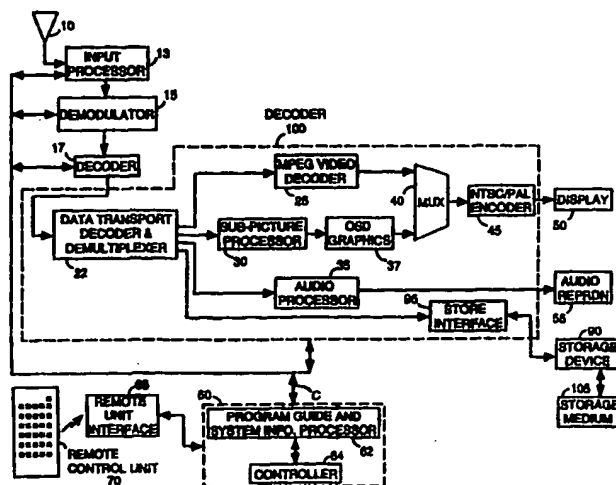 10
INPUT
PROCESSOR
13
DEMODULATOR
15
17
DECODER
DECODER
100
MPEG VIDEO
DECODER
25
40
MUX
NTSC/PAL
ENCODER
45
DISPLAY
50
DATA TRANSPORT
DECODER &
DEMULTIPLEXER
22
SUB-PICTURE
PROCESSOR
30
OSD
GRAPHICS
37
AUDIO
PROCESSOR
35
AUDIO
REPRDN
55
95
STORE
INTERFACE
90
STORAGE
DEVICE
105
STORAGE
MEDIUM
65
REMOTE
UNIT
INTERFACE
60
C
PROGRAM GUIDE AND
SYSTEM INFO. PROCESSOR
62
CONTROLLER
64
REMOTE
CONTROL UNIT
70